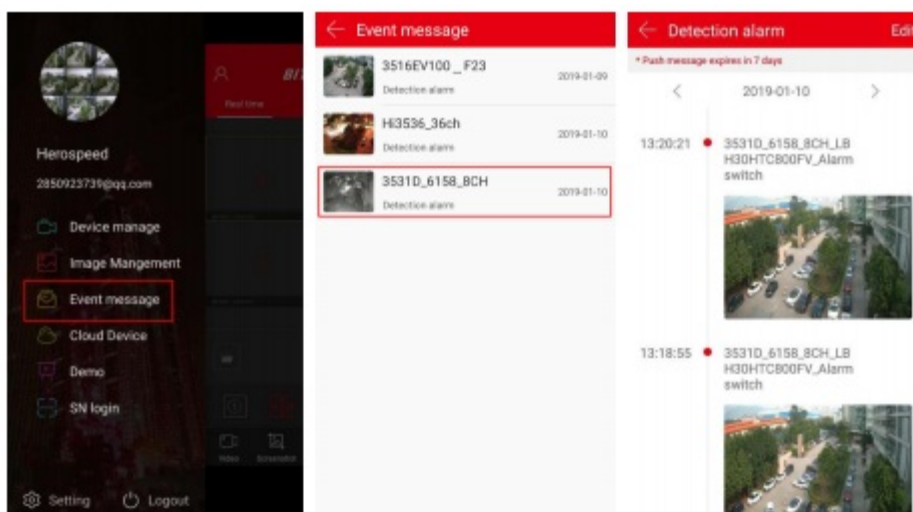 Herospeed
2850923739@qq.com
Device manage
Image Mangement
Event message
Cloud Device
Demo
SN login
Setting
Logout
Real time
Video
Screenshot
Event message
3516EV100 _ F23
Detection alarm
2019-01-09
Hi3536_36ch
Detection alarm
2019-01-10
3531D_6158_8CH
Detection alarm
2019-01-10
Detection alarm
Edit
* Push message expires in 7 days
2019-01-10
13:20:21
3531D_6158_8CH_LB
H30HTC800FV_Alarm
switch
13:18:55
3531D_6158_8CH_LB
H30HTC800FV_Alarm
switch